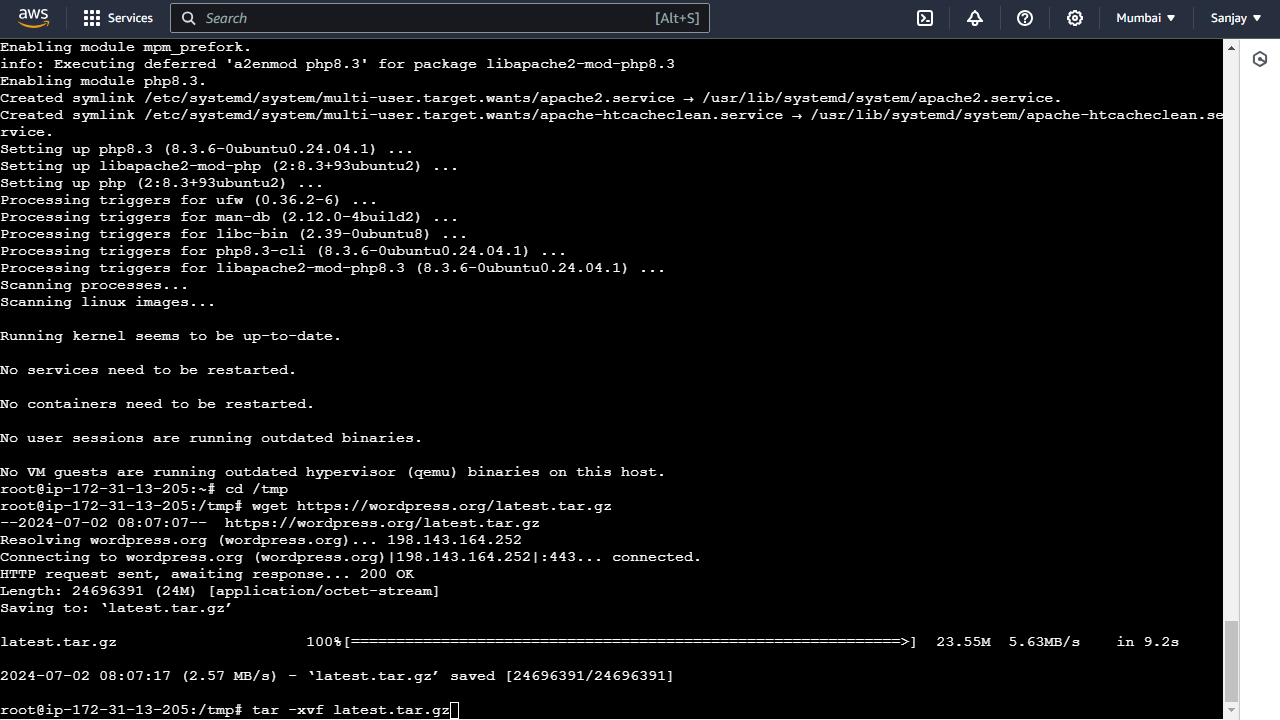 aws
Services
Search [Alt+S]
Mumbai
Sanjay
Enabling module mpm_prefork.
info: Executing deferred 'a2enmod php8.3' for package libapache2-mod-php8.3
Enabling module php8.3.
Created symlink /etc/systemd/system/multi-user.target.wants/apache2.service → /usr/lib/systemd/system/apache2.service.
Created symlink /etc/systemd/system/multi-user.target.wants/apache-htcacheclean.service → /usr/lib/systemd/system/apache-htcacheclean.se
rvice.
Setting up php8.3 (8.3.6-0ubuntu0.24.04.1) ...
Setting up libapache2-mod-php (2:8.3+93ubuntu2) ...
Setting up php (2:8.3+93ubuntu2) ...
Processing triggers for ufw (0.36.2-6) ...
Processing triggers for man-db (2.12.0-4build2) ...
Processing triggers for libc-bin (2.39-0ubuntu8) ...
Processing triggers for php8.3-cli (8.3.6-0ubuntu0.24.04.1) ...
Processing triggers for libapache2-mod-php8.3 (8.3.6-0ubuntu0.24.04.1) ...
Scanning processes...
Scanning linux images...
Running kernel seems to be up-to-date.
No services need to be restarted.
No containers need to be restarted.
No user sessions are running outdated binaries.
No VM guests are running outdated hypervisor (qemu) binaries on this host.
root@ip-172-31-13-205:~# cd /tmp
root@ip-172-31-13-205:/tmp# wget https://wordpress.org/latest.tar.gz
--2024-07-02 08:07:07--  https://wordpress.org/latest.tar.gz
Resolving wordpress.org (wordpress.org)... 198.143.164.252
Connecting to wordpress.org (wordpress.org)|198.143.164.252|:443... connected.
HTTP request sent, awaiting response... 200 OK
Length: 24696391 (24M) [application/octet-stream]
Saving to: ‘latest.tar.gz’
latest.tar.gz 100%[=============================================================>] 23.55M 5.63MB/s in 9.2s
2024-07-02 08:07:17 (2.57 MB/s) - ‘latest.tar.gz’ saved [24696391/24696391]
root@ip-172-31-13-205:/tmp# tar -xvf latest.tar.gz